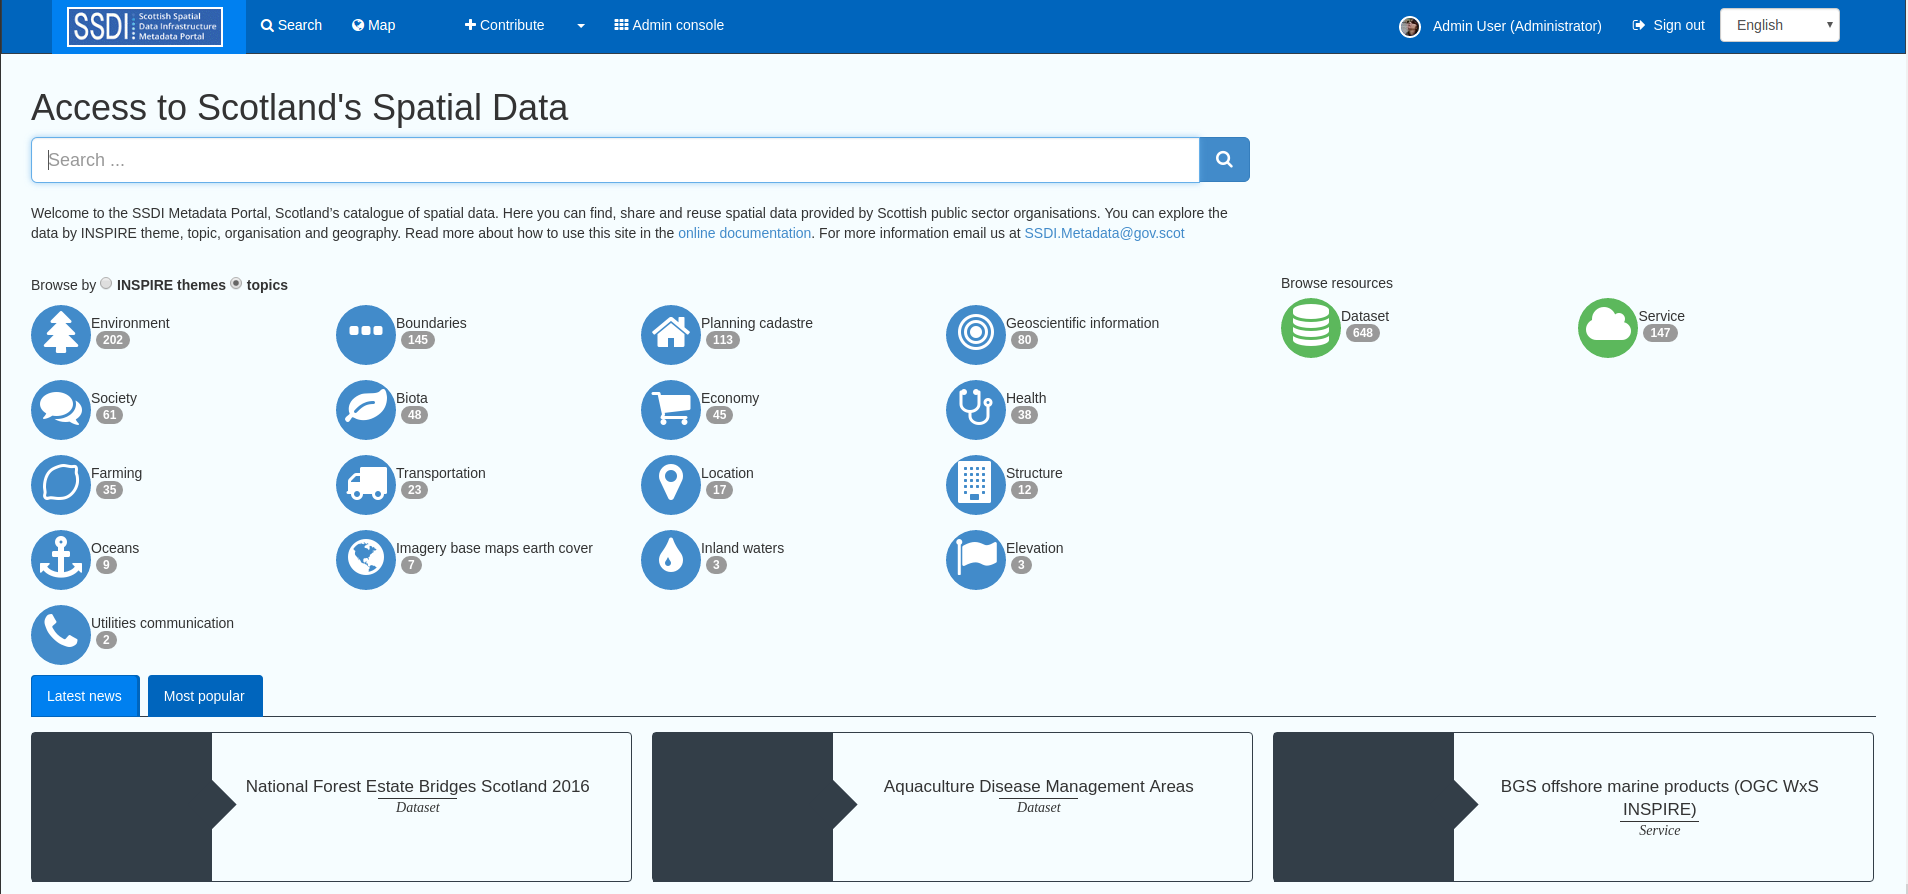 SSDI Scottish Spatial
Data Infrastructure
Metadata Portal
Search
Map
Contribute
Admin console
Admin User (Administrator)
Sign out
English
Access to Scotland's Spatial Data
Search ...
Welcome to the SSDI Metadata Portal, Scotland's catalogue of spatial data. Here you can find, share and reuse spatial data provided by Scottish public sector organisations. You can explore the
data by INSPIRE theme, topic, organisation and geography. Read more about how to use this site in the online documentation. For more information email us at SSDI.Metadata@gov.scot
Browse by INSPIRE themes topics
Browse resources
Environment
202
Boundaries
145
Planning cadastre
113
Geoscientific information
80
Dataset
648
Service
147
Society
61
Biota
48
Economy
45
Health
38
Farming
35
Transportation
23
Location
17
Structure
12
Oceans
9
Imagery base maps earth cover
7
Inland waters
3
Elevation
3
Utilities communication
2
Latest news
Most popular
National Forest Estate Bridges Scotland 2016
Dataset
Aquaculture Disease Management Areas
Dataset
BGS offshore marine products (OGC WxS
INSPIRE)
Service